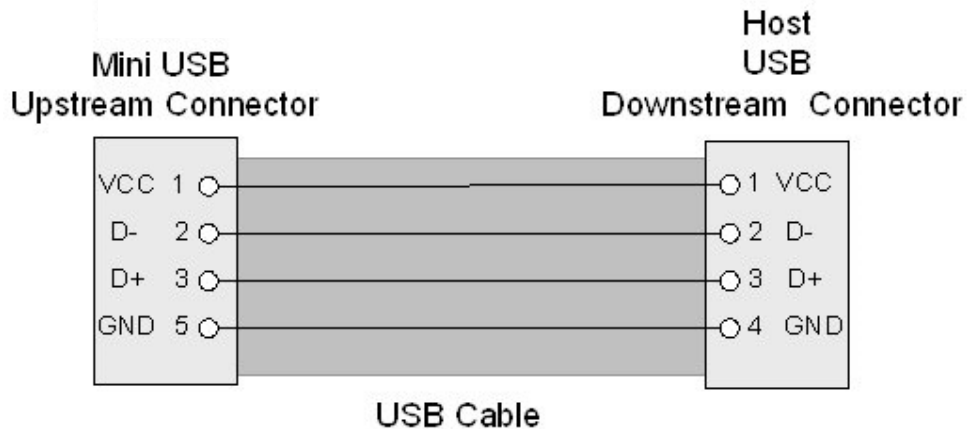 Mini USB
Upstream Connector
Host
USB
Downstream Connector
VCC 1
D- 2
D+ 3
GND 5
1 VCC
2 D-
3 D+
4 GND
USB Cable